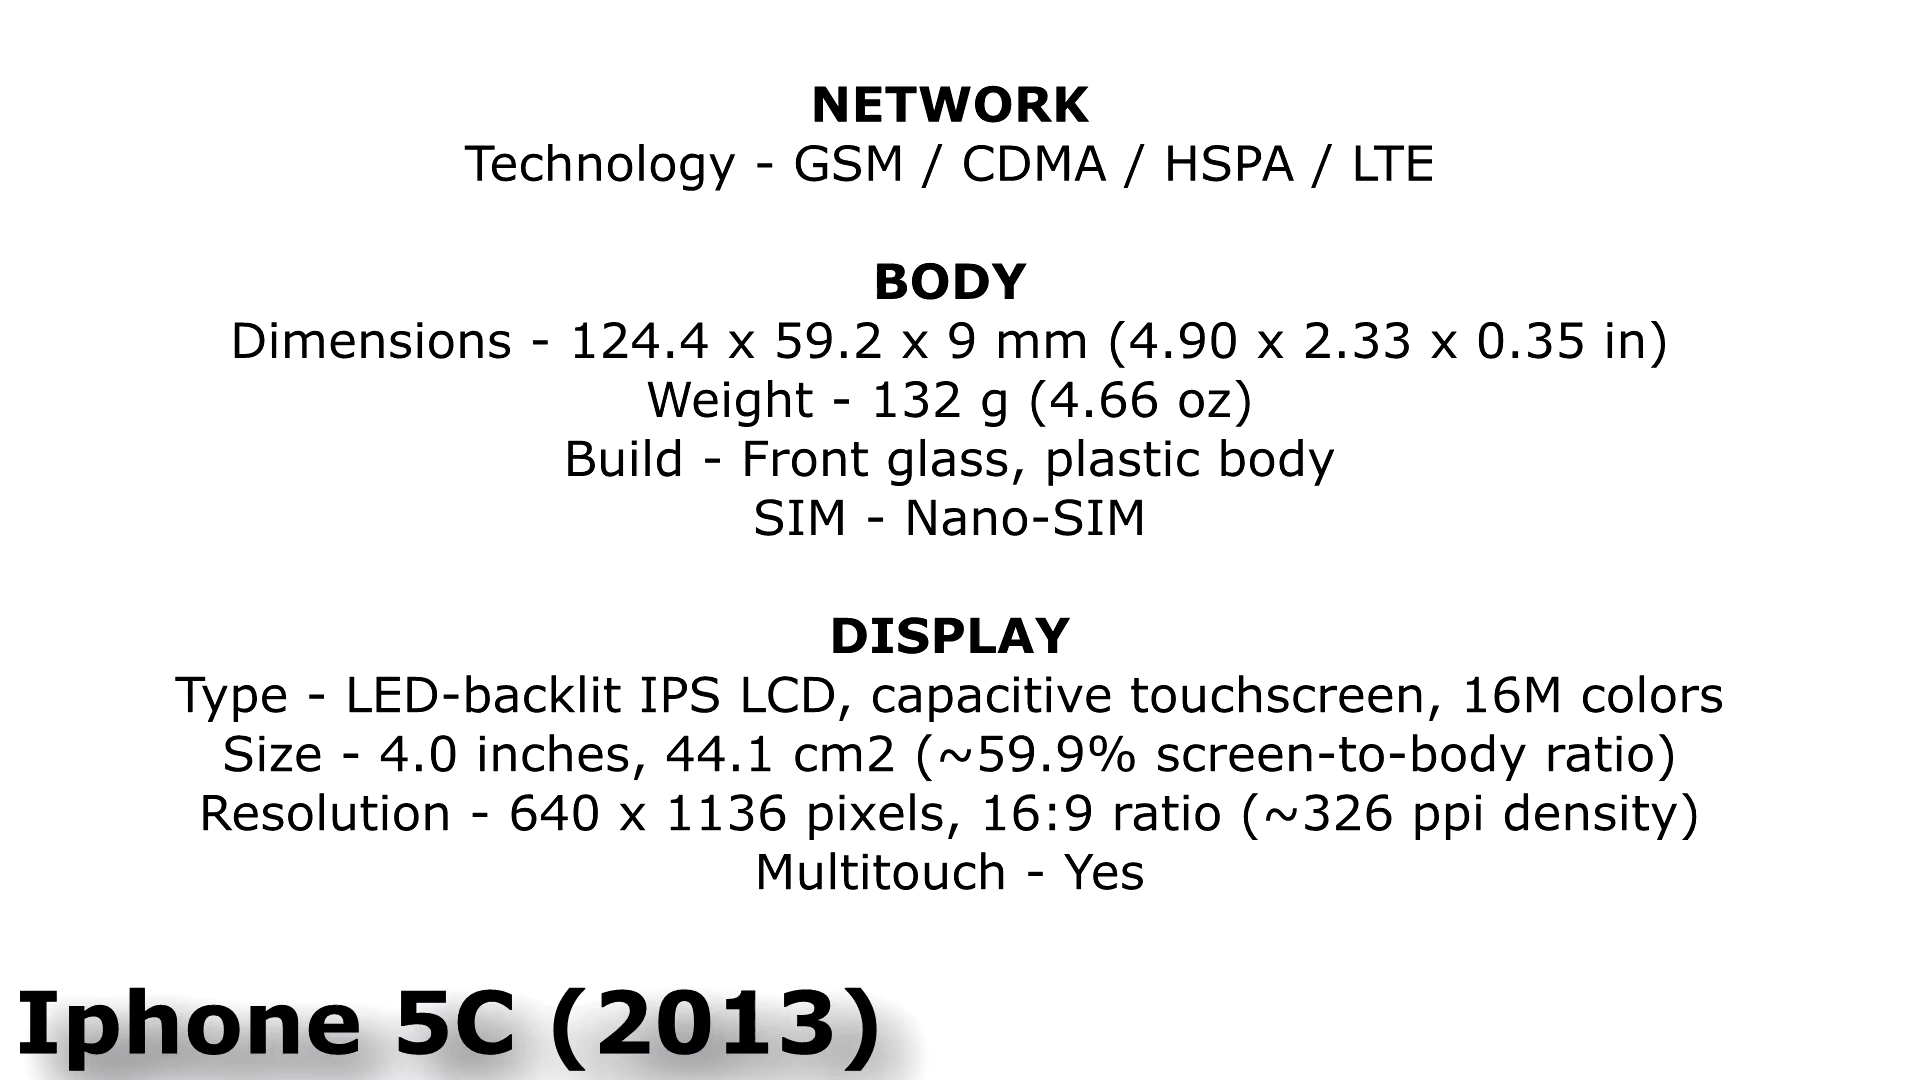 NETWORK
Technology - GSM / CDMA / HSPA / LTE
BODY
Dimensions - 124.4 x 59.2 x 9 mm (4.90 x 2.33 x 0.35 in)
Weight - 132 g (4.66 oz)
Build - Front glass, plastic body
SIM - Nano-SIM
DISPLAY
Type - LED-backlit IPS LCD, capacitive touchscreen, 16M colors
Size - 4.0 inches, 44.1 cm2 (~59.9% screen-to-body ratio)
Resolution - 640 x 1136 pixels, 16:9 ratio (~326 ppi density)
Multitouch - Yes
Iphone 5C (2013)